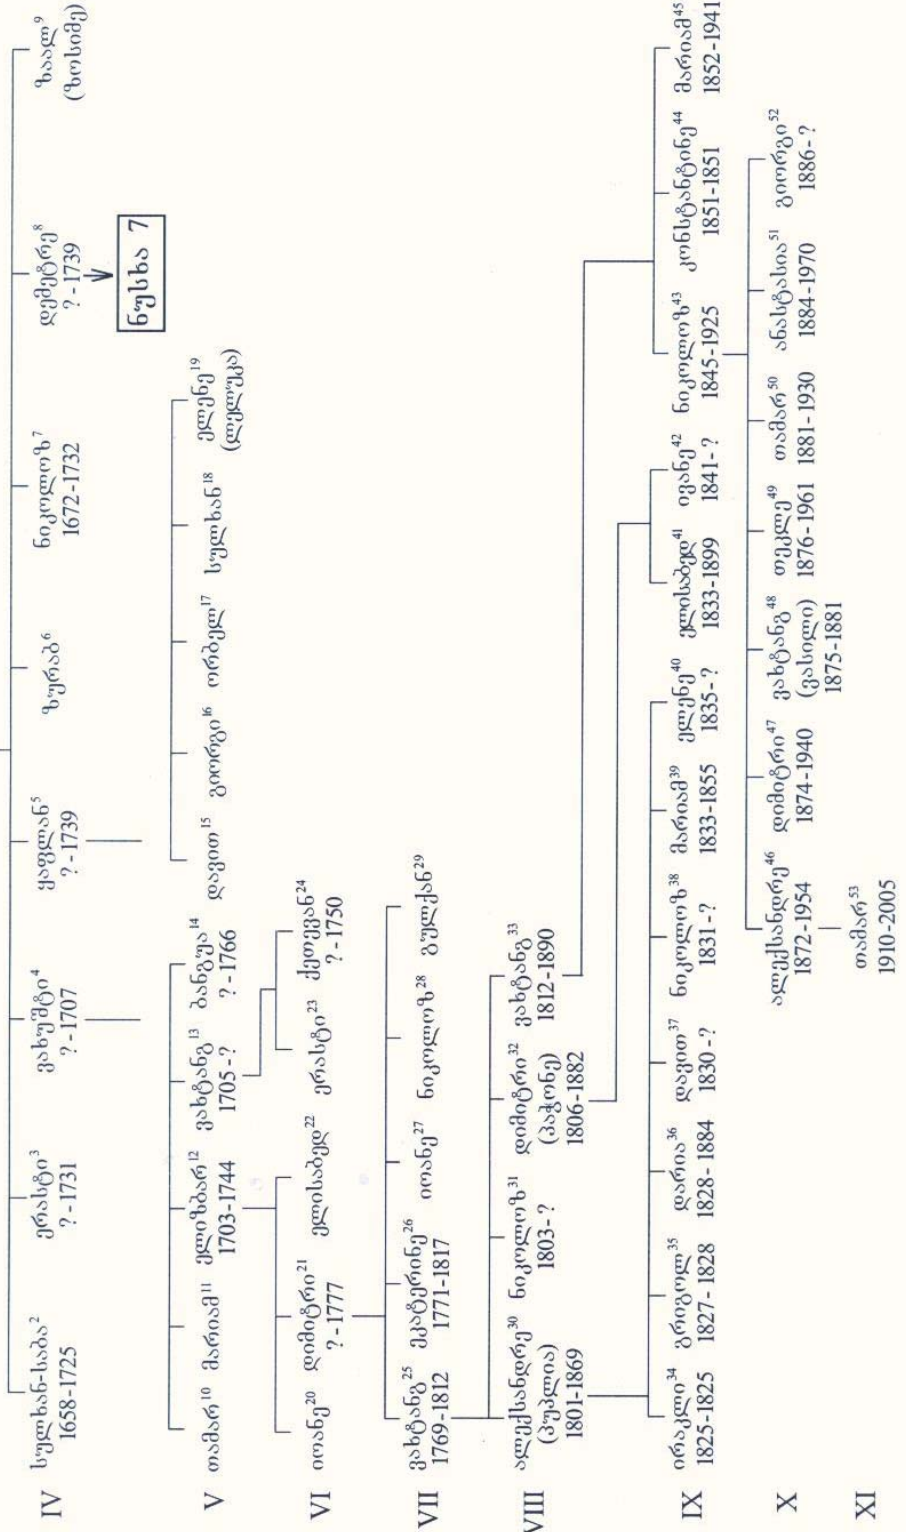 IV
სულხან-საბა²
1658-1725
ერასტი³
?-1731
ვახუშტი⁴
?-1707
ყაფლან⁵
?-1739
ზურაბ⁶
ნიკოლოზ⁷
1672-1732
დემეტრე⁸
?-1739
ნუსხა 7
ზაალ⁹
(ზოსიმე)
V
თამარ¹⁰
მარიამ¹¹
ელიზბარ¹²
1703-1744
ვახტანგ¹³
1705-?
ბანგუა¹⁴
?-1766
დავით¹⁵
გიორგი¹⁶
ორბელ¹⁷
სულხან¹⁸
ელენე¹⁹
(ლელუკა)
VI
იოანე²⁰
დიმიტრი²¹
?-1777
ელისაბედ²²
ერასტი²³
ქეთევან²⁴
?-1750
VII
ვახტანგ²⁵
1769-1812
ეკატერინე²⁶
1771-1817
იოანე²⁷
ნიკოლოზ²⁸
გულქან²⁹
VIII
ალექსანდრე³⁰
(პუპლია)
1801-1869
ნიკოლოზ³¹
1803-?
დიმიტრი³²
(პაჭონე)
1806-1882
ვახტანგ³³
1812-1890
IX
ირაკლი³⁴
1825-1825
გრიგოლ³⁵
1827-1828
დარია³⁶
1828-1884
დავით³⁷
1830-?
ნიკოლოზ³⁸
1831-?
მარიამ³⁹
1833-1855
ელენე⁴⁰
1835-?
ელისაბედ⁴¹
1833-1899
ივანე⁴²
1841-?
ნიკოლოზ⁴³
1845-1925
კონსტანტინე⁴⁴
1851-1851
მარიამ⁴⁵
1852-1941
X
ალექსანდრე⁴⁶
1872-1954
დიმიტრი⁴⁷
1874-1940
ვახტანგ⁴⁸
(ვასილი)
1875-1881
თეკლე⁴⁹
1876-1961
თამარ⁵⁰
1881-1930
ანასტასია⁵¹
1884-1970
გიორგი⁵²
1886-?
XI
თამარ⁵³
1910-2005